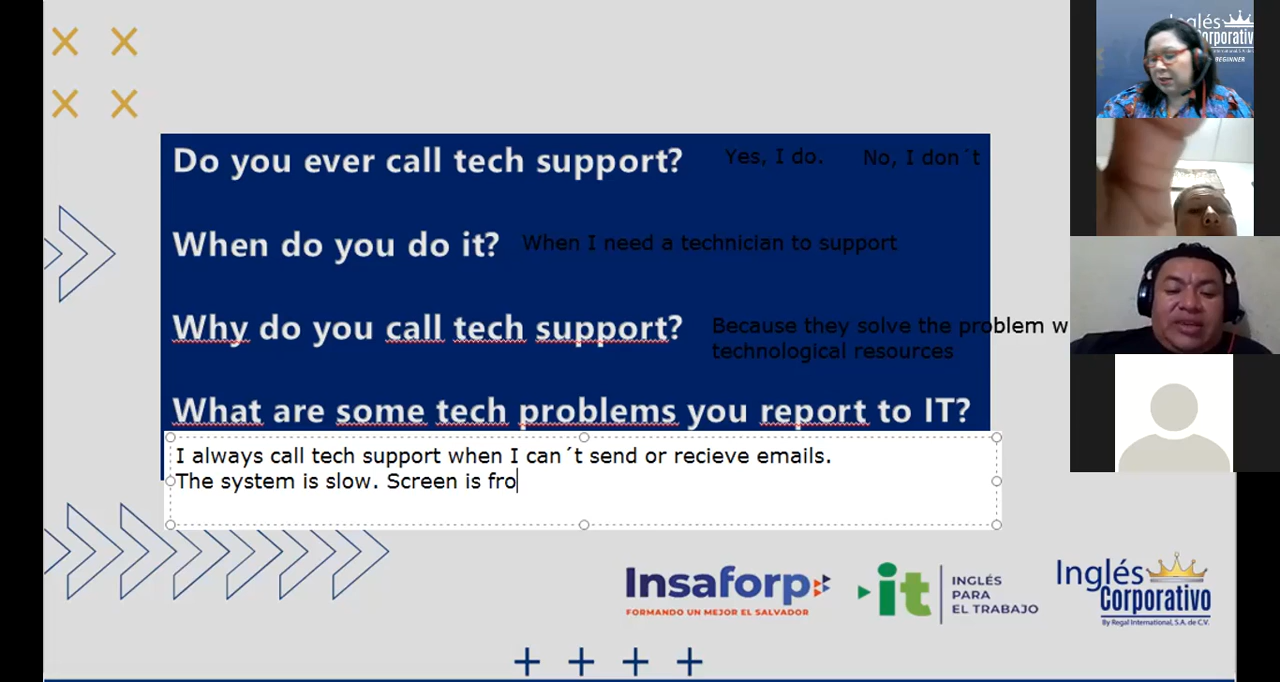 Do you ever call tech support? Yes, I do. No, I don´t
When do you do it? When I need a technician to support
Why do you call tech support? Because they solve the problem w
technological resources
What are some tech problems you report to IT?
I always call tech support when I can´t send or recieve emails.
The system is slow. Screen is fro
Insaforp
FORMANDO UN MEJOR EL SALVADOR
it
INGLÉS
PARA
EL TRABAJO
Inglés
Corporativo
By Regal International, S.A. de C.V.
Inglés
Corporativo
BEGINNER